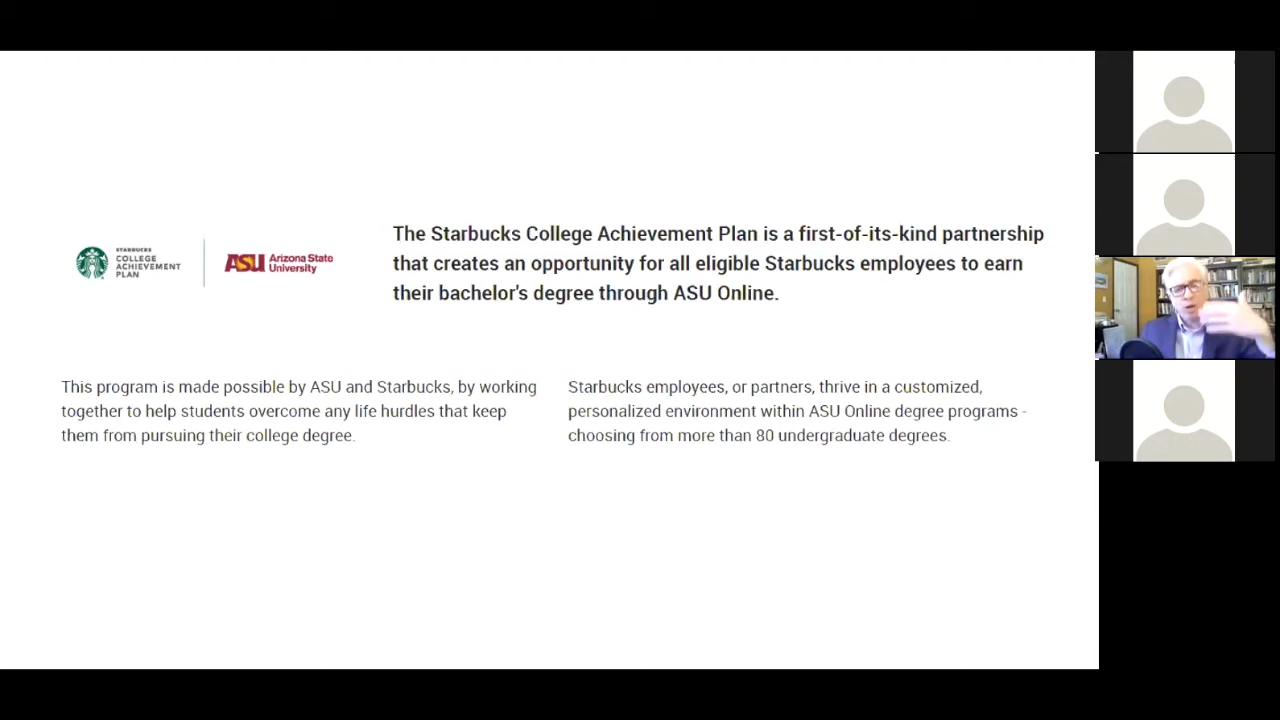 STARBUCKS
COLLEGE
ACHIEVEMENT
PLAN
ASU Arizona State
University
The Starbucks College Achievement Plan is a first-of-its-kind partnership
that creates an opportunity for all eligible Starbucks employees to earn
their bachelor's degree through ASU Online.
This program is made possible by ASU and Starbucks, by working
together to help students overcome any life hurdles that keep
them from pursuing their college degree.
Starbucks employees, or partners, thrive in a customized,
personalized environment within ASU Online degree programs -
choosing from more than 80 undergraduate degrees.